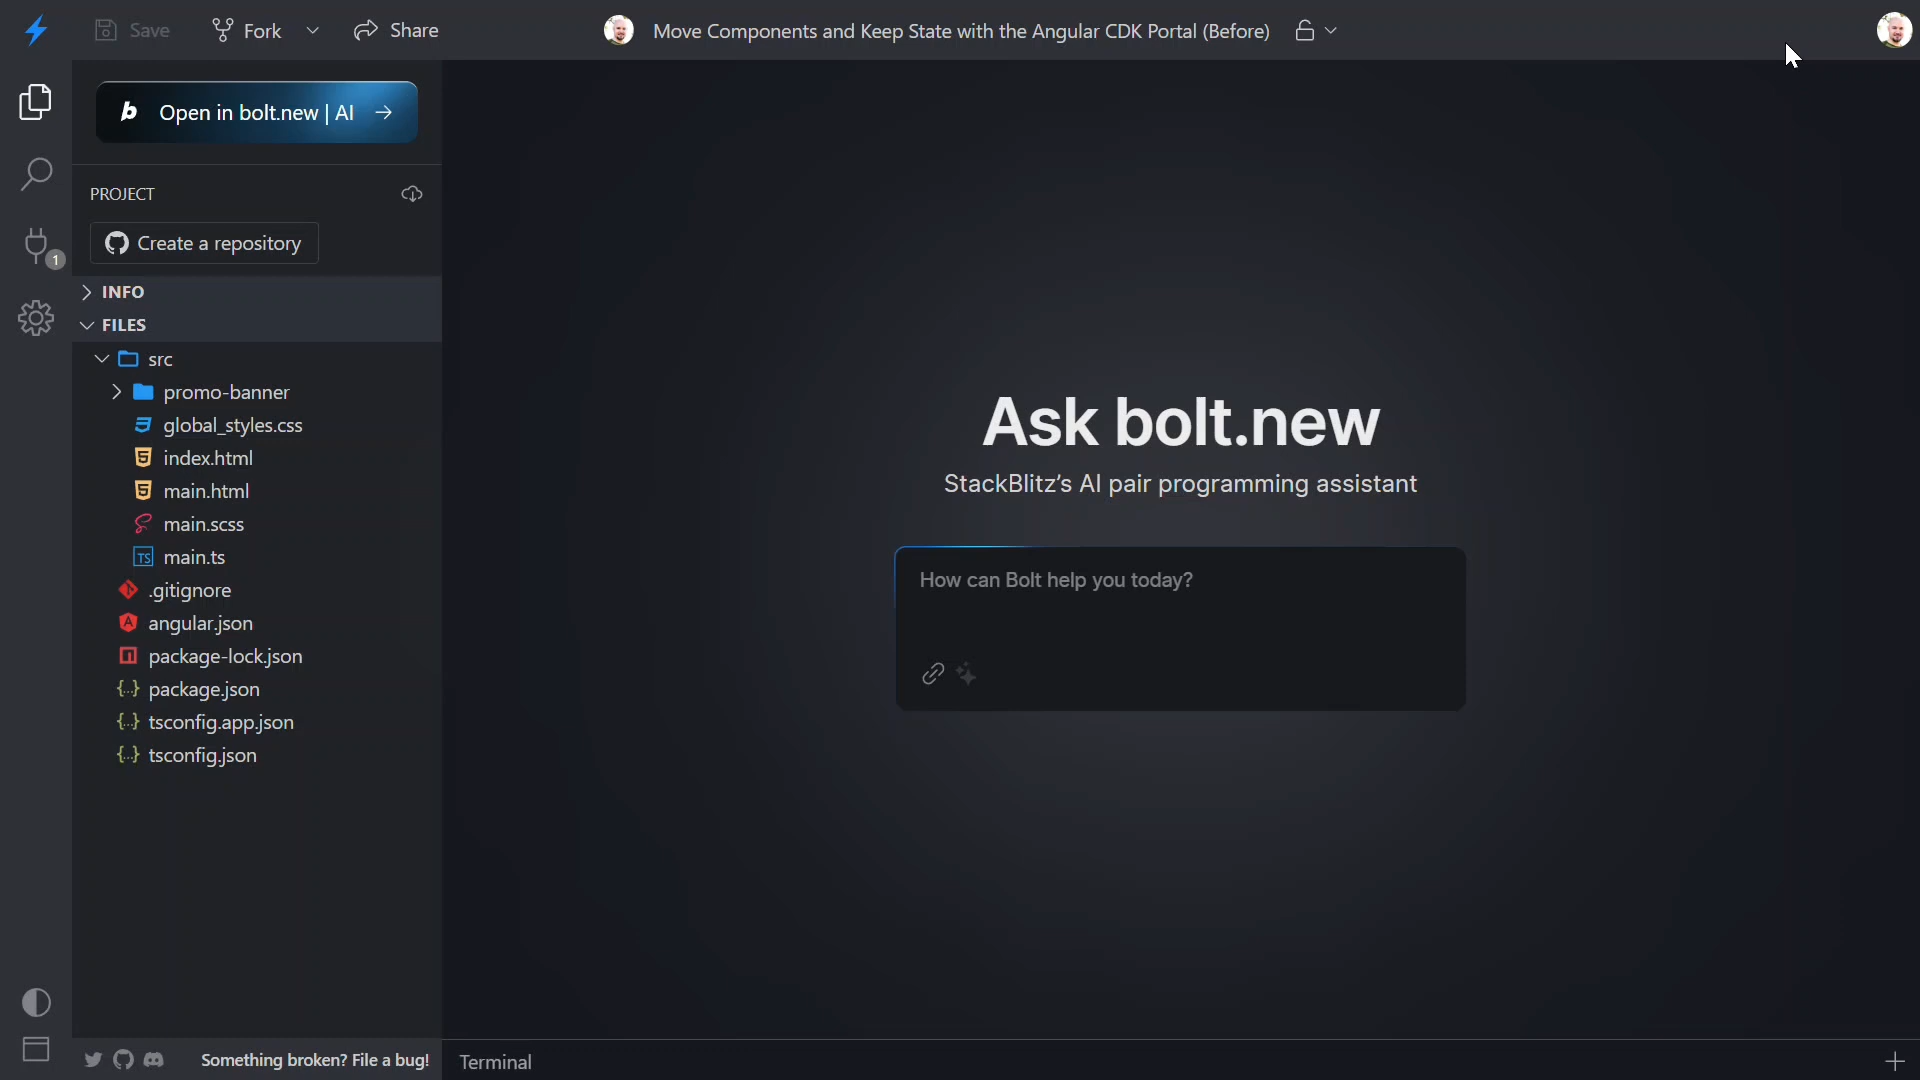 Save
Fork
Share
Move Components and Keep State with the Angular CDK Portal (Before)
b Open in bolt.new | AI
PROJECT
Create a repository
1
INFO
FILES
src
promo-banner
global_styles.css
index.html
main.html
main.scss
TS main.ts
.gitignore
angular.json
package-lock.json
{..} package.json
{..} tsconfig.app.json
{..} tsconfig.json
Ask bolt.new
StackBlitz's AI pair programming assistant
How can Bolt help you today?
Something broken? File a bug!
Terminal